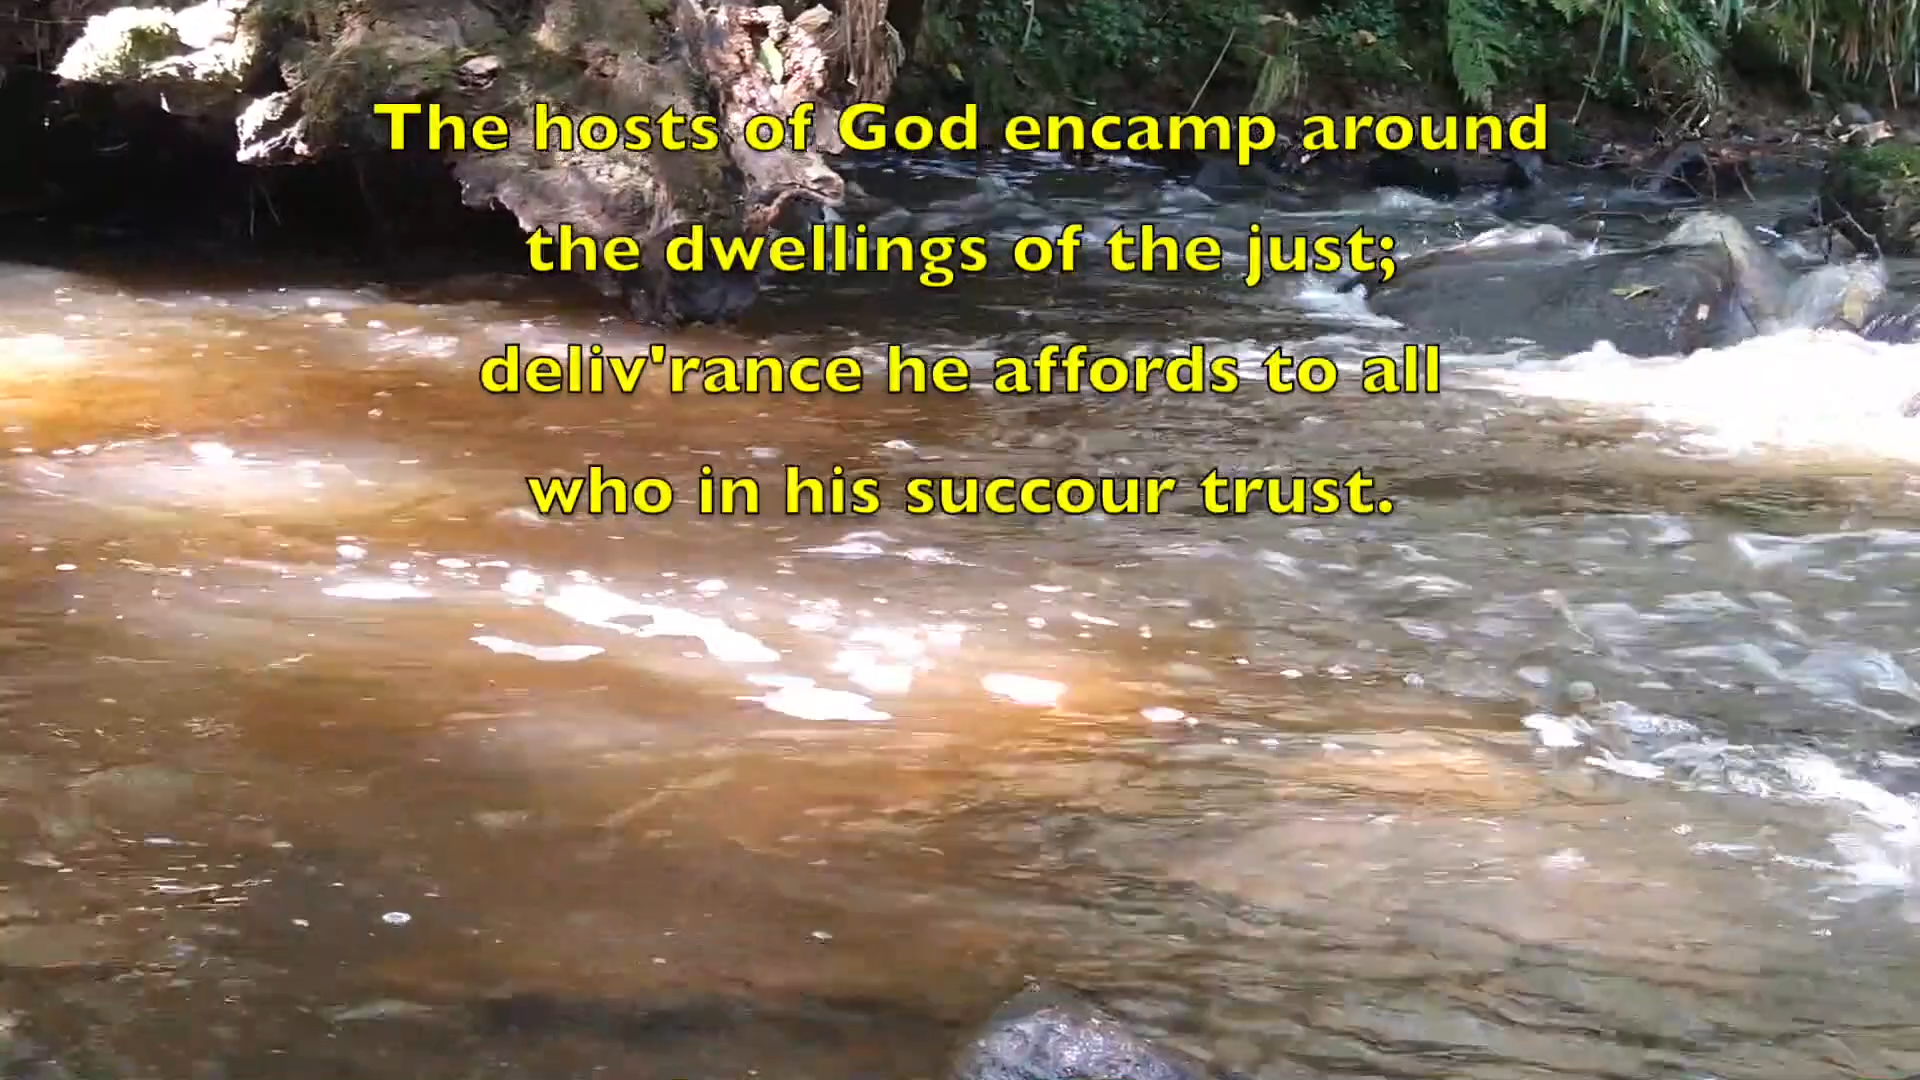 The hosts of God encamp around
the dwellings of the just;
deliv'rance he affords to all
who in his succour trust.